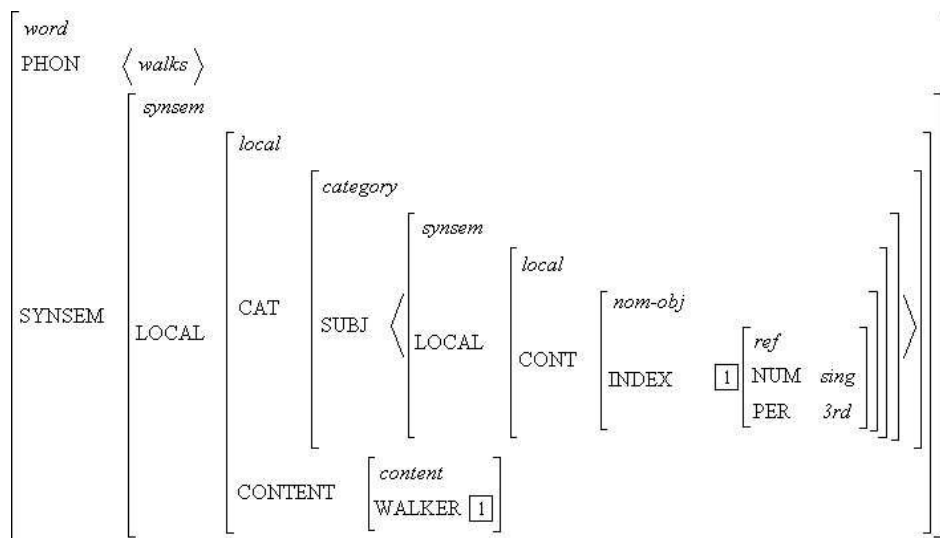 word
PHON ⟨ walks ⟩
synsem
local
category
synsem
local
nom-obj
SYNSEM LOCAL CAT SUBJ ⟨ LOCAL CONT INDEX 1 ref
NUM sing
PER 3rd ⟩
CONTENT content
WALKER 1